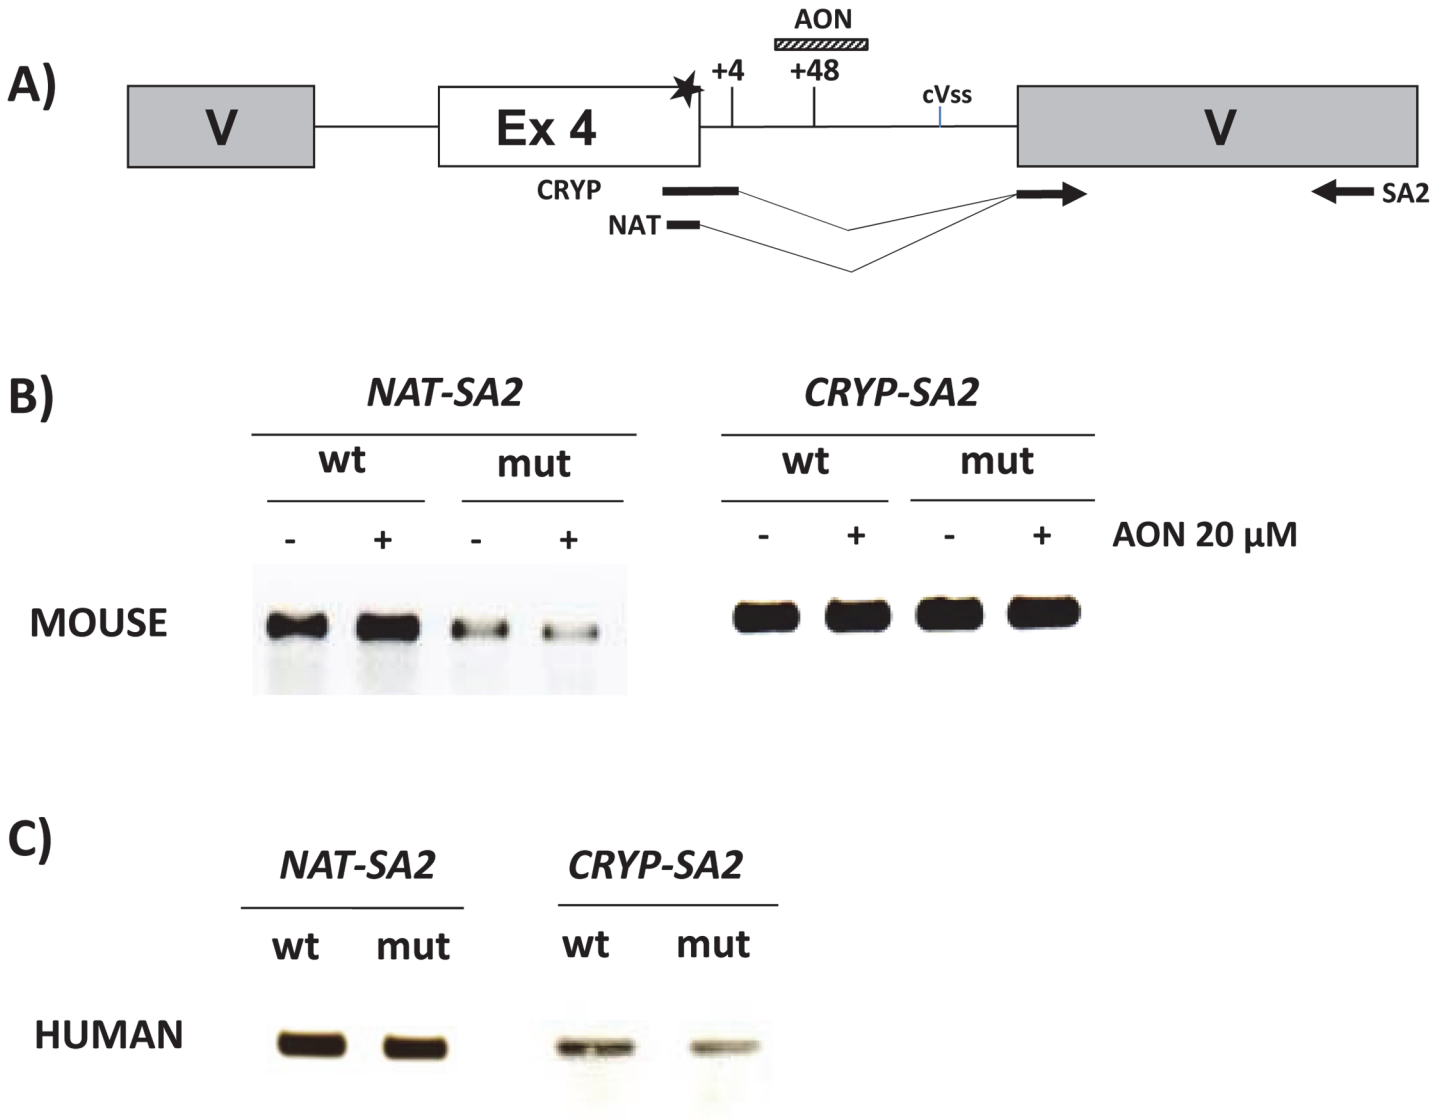 A)
AON
+4
+48
cVss
V
Ex 4
V
CRYP
NAT
SA2
B)
NAT-SA2
CRYP-SA2
wt
mut
wt
mut
- + - +
- + - +
AON 20 μM
MOUSE
C)
NAT-SA2
CRYP-SA2
wt
mut
wt
mut
HUMAN